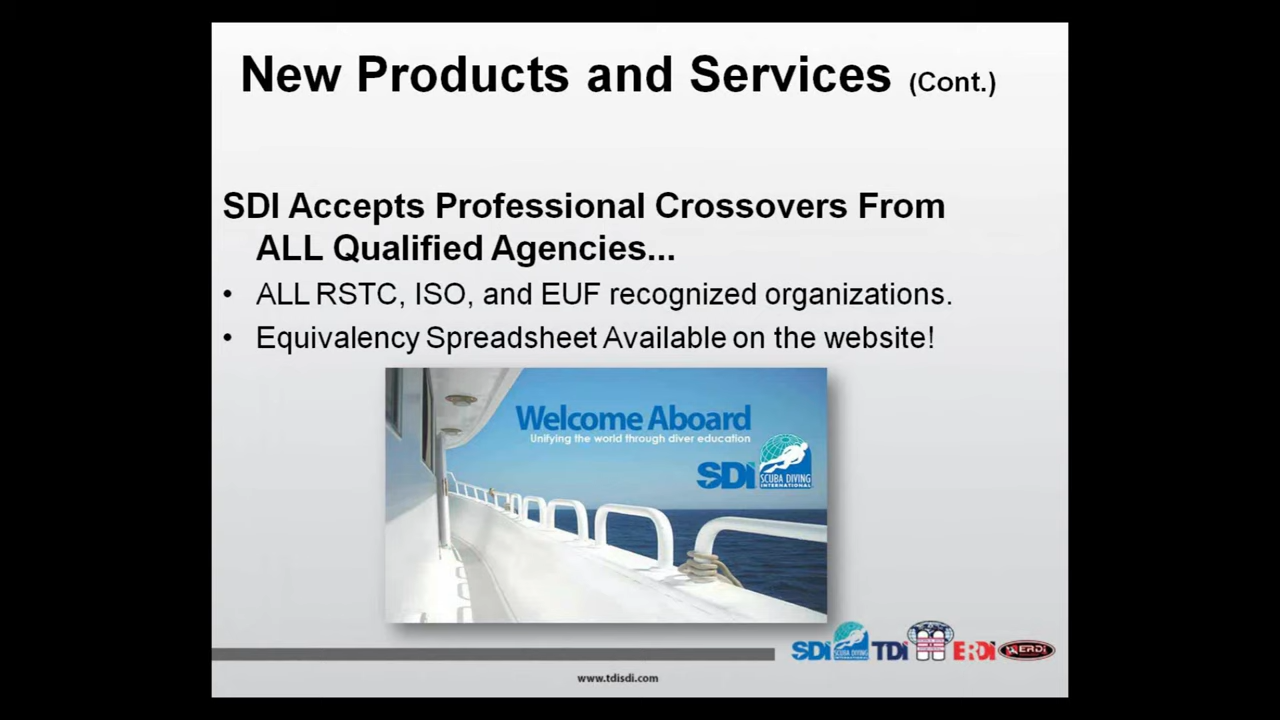 New Products and Services (Cont.)
SDI Accepts Professional Crossovers From
ALL Qualified Agencies...
• ALL RSTC, ISO, and EUF recognized organizations.
• Equivalency Spreadsheet Available on the website!
Welcome Aboard
Unifying the world through diver education
SDI
SCUBA DIVING
INTERNATIONAL
SDI TDI ERDI ERDI
www.tdisdi.com